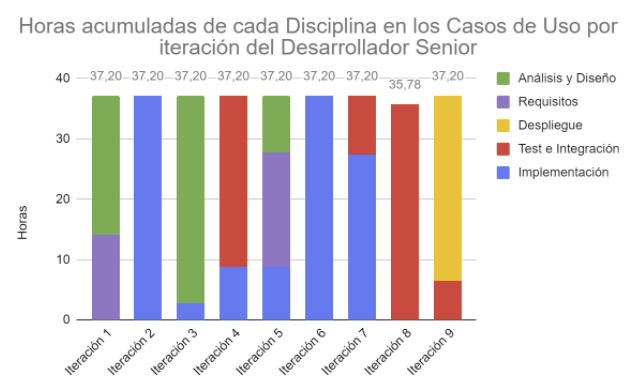 Horas acumuladas de cada Disciplina en los Casos de Uso por
iteración del Desarrollador Senior
40
37,20 37,20 37,20 37,20 37,20 37,20 37,20 35,78 37,20
30
20
10
0
Horas
Análisis y Diseño
Requisitos
Despliegue
Test e Integración
Implementación
Iteración 1
Iteración 2
Iteración 3
Iteración 4
Iteración 5
Iteración 6
Iteración 7
Iteración 8
Iteración 9